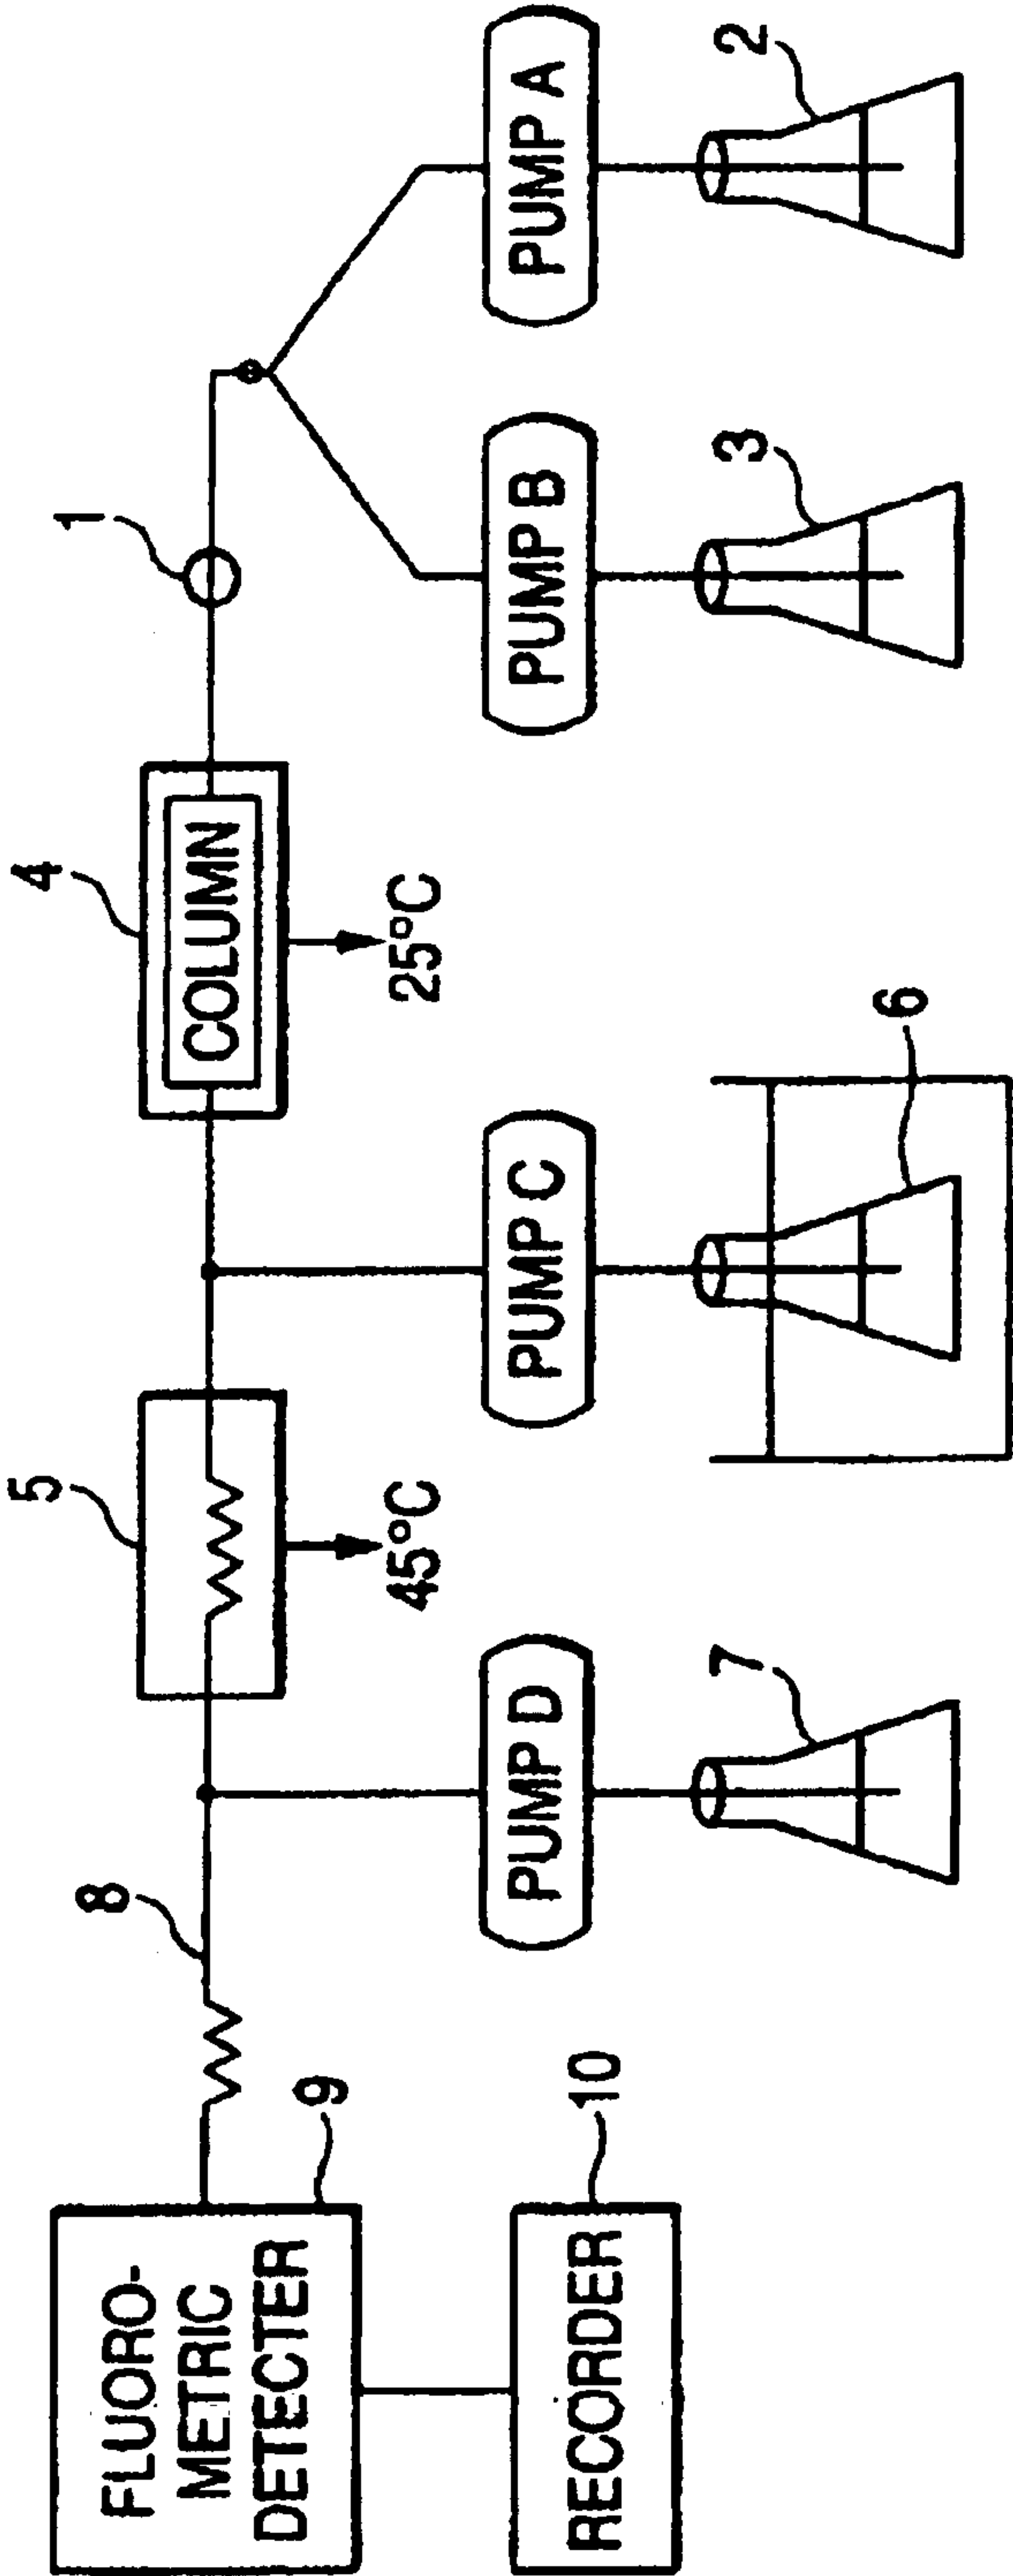 FLUORO-
METRIC
DETECTER
9
RECORDER
10
8
PUMP D
7
5
45°C
PUMP C
6
4
COLUMN
25°C
1
PUMP B
3
PUMP A
2